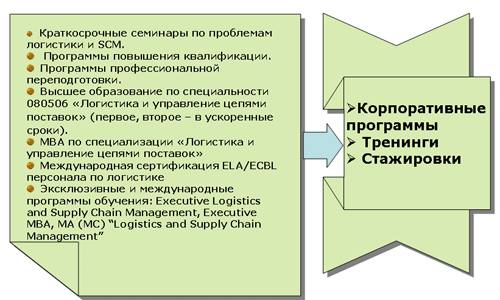 Краткосрочные семинары по проблемам
логистики и SCM.
Программы повышения квалификации.
Программы профессиональной
переподготовки.
Высшее образование по специальности
080506 «Логистика и управление цепями
поставок» (первое, второе – в ускоренные
сроки).
МВА по специализации «Логистика и
управление цепями поставок»
Международная сертификация ELA/ECBL
персонала по логистике
Эксклюзивные и международные
программы обучения: Executive Logistics
and Supply Chain Management, Executive
MBA, MA (MC) “Logistics and Supply Chain
Management”
Корпоративные
программы
Тренинги
Стажировки